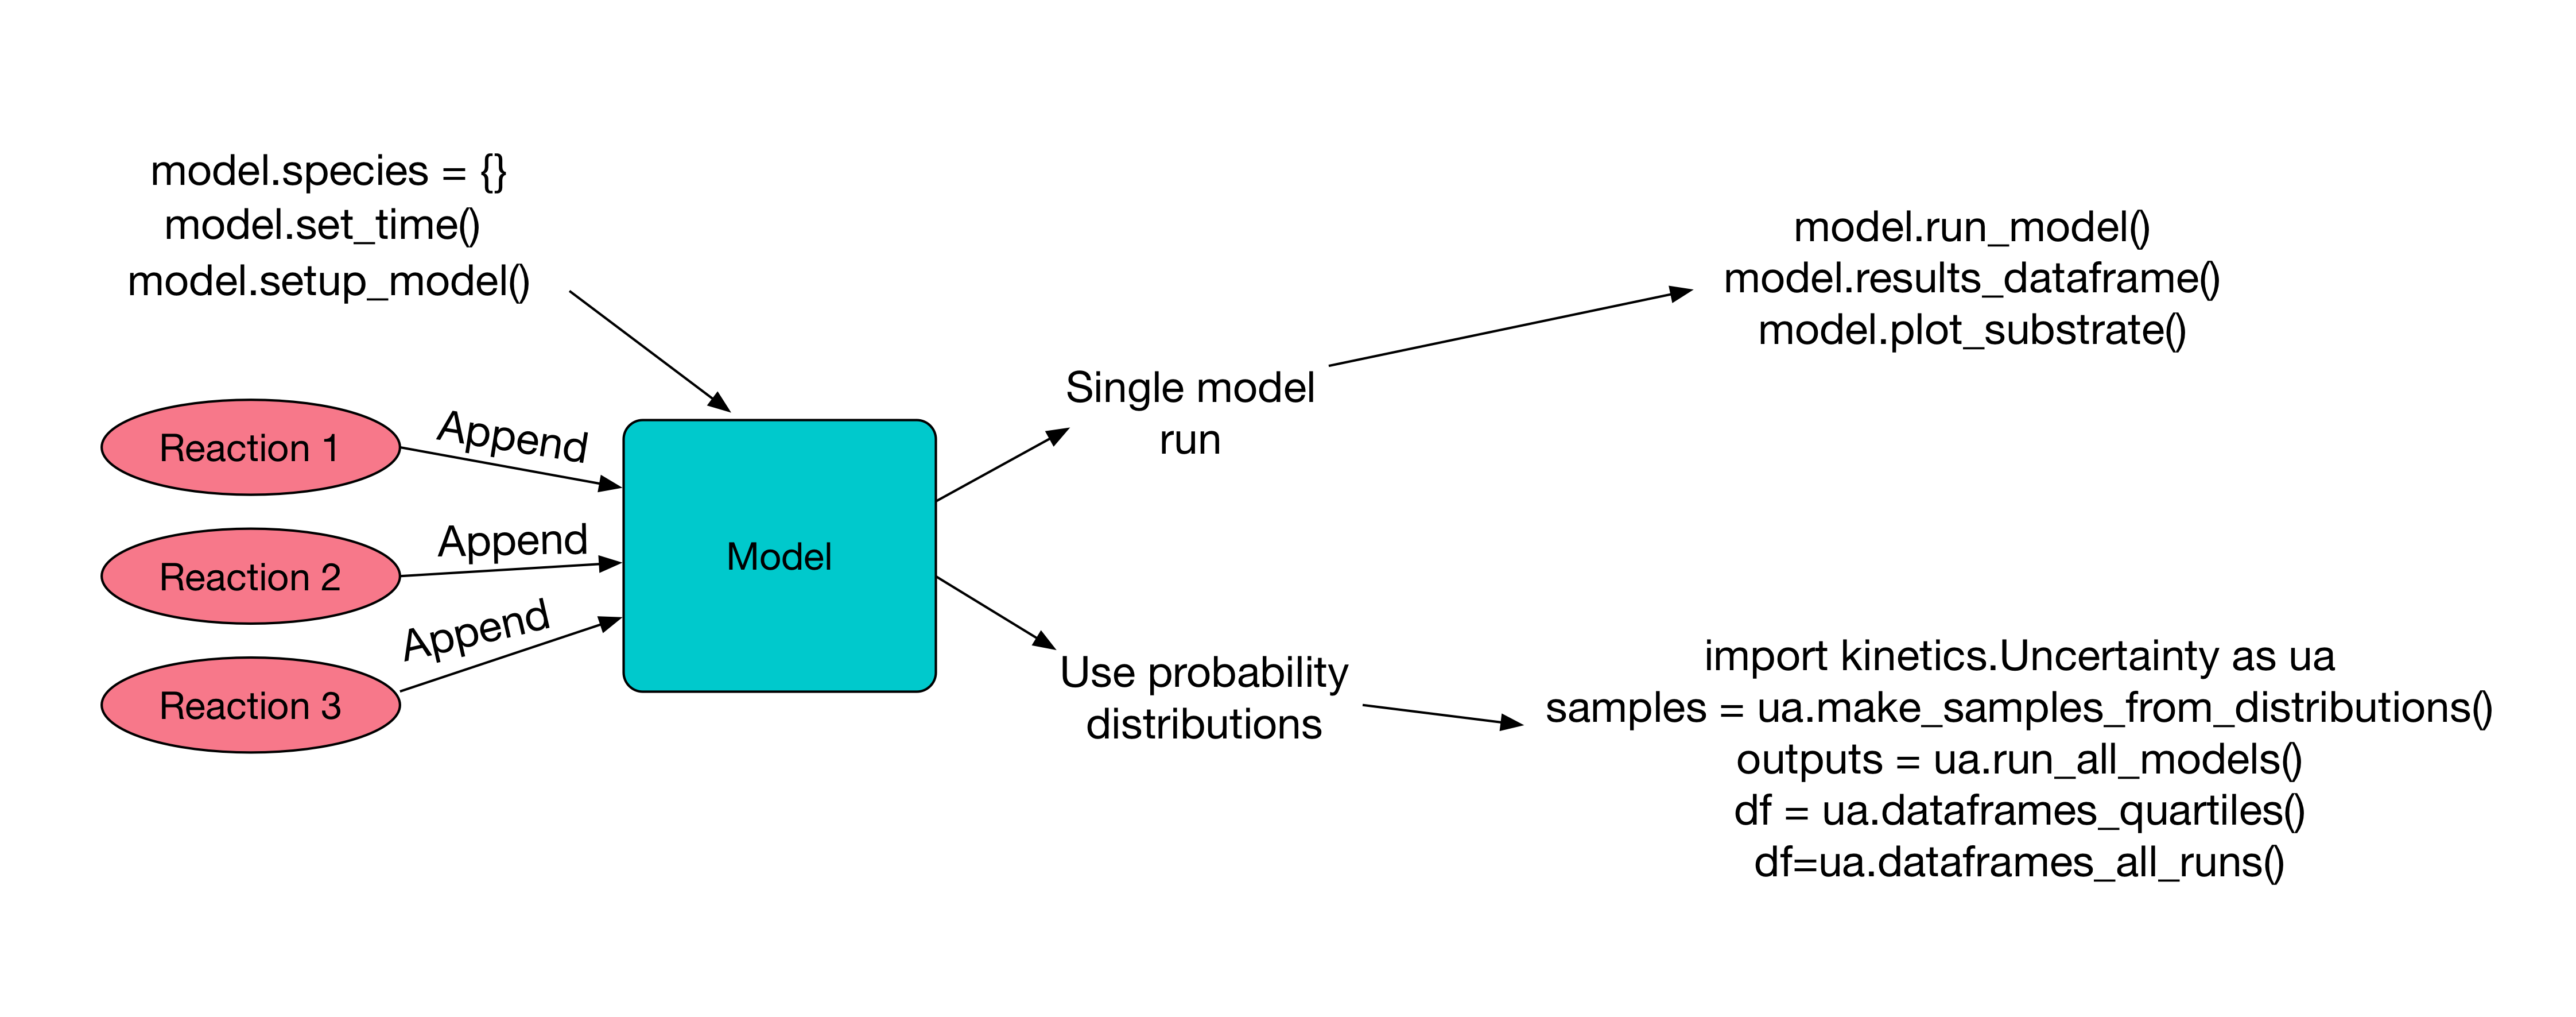 model.species = {}
model.set_time()
model.setup_model()
Reaction 1
Append
Reaction 2
Append
Reaction 3
Append
Model
Single model
run
Use probability
distributions
model.run_model()
model.results_dataframe()
model.plot_substrate()
import kinetics.Uncertainty as ua
samples = ua.make_samples_from_distributions()
outputs = ua.run_all_models()
df = ua.dataframes_quartiles()
df=ua.dataframes_all_runs()